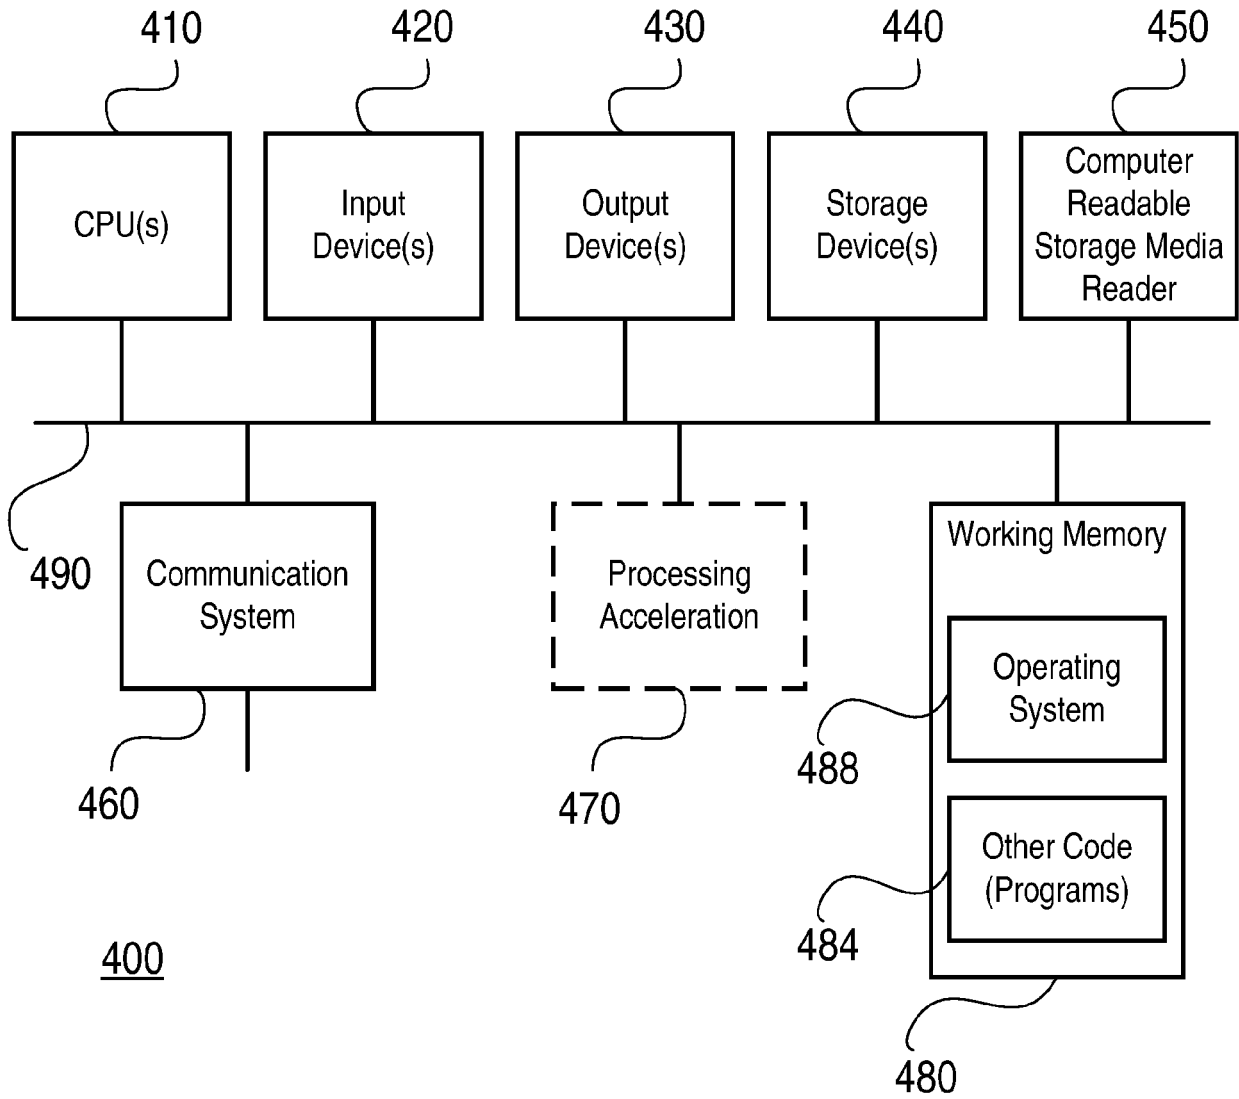 410
420
430
440
450
CPU(s)
Input
Device(s)
Output
Device(s)
Storage
Device(s)
Computer
Readable
Storage Media
Reader
490
Communication
System
460
Processing
Acceleration
470
Working Memory
Operating
System
488
Other Code
(Programs)
484
480
400